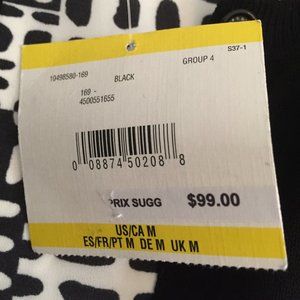 S37-1
GROUP 4
10498580-169 BLACK
169 -
4500551655
0 08874 50208 8
PRIX SUGG $99.00
US/CA M
ES/FR/PT M DE M UK M